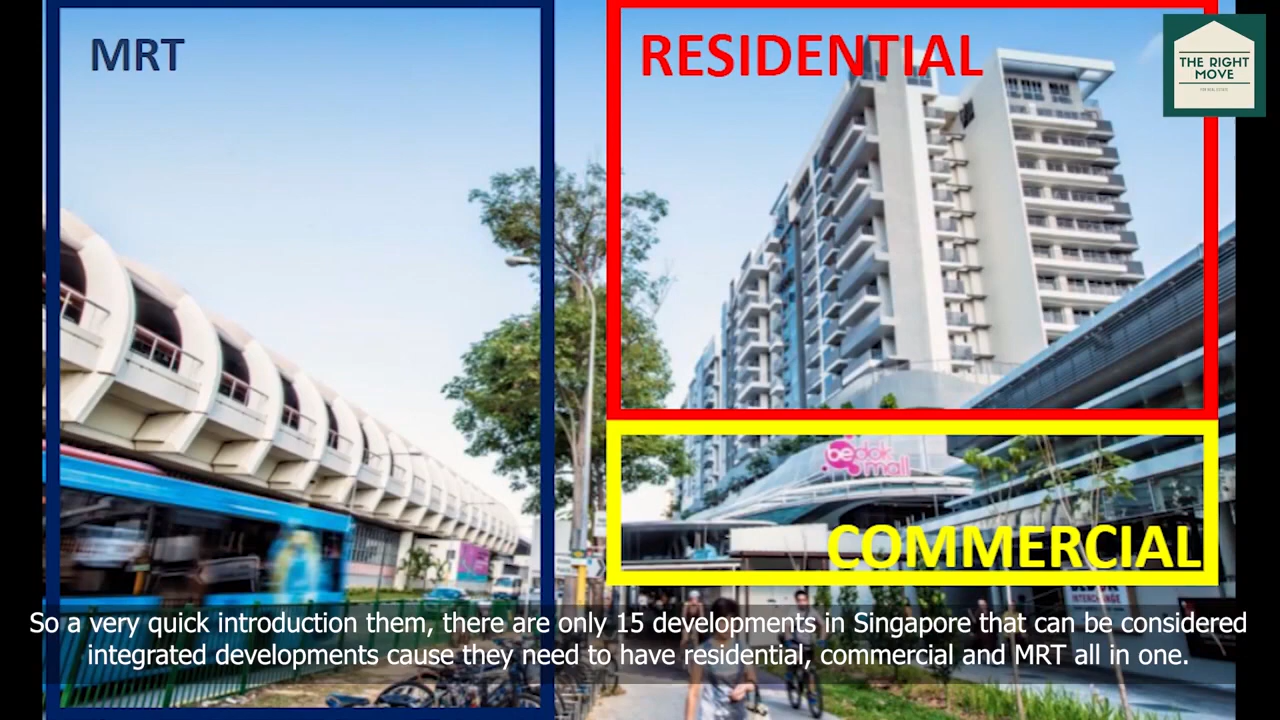 MRT
RESIDENTIAL
THE RIGHT
MOVE
bedok
mall
COMMERCIAL
INTERCHANGE
So a very quick introduction them, there are only 15 developments in Singapore that can be considered
integrated developments cause they need to have residential, commercial and MRT all in one.